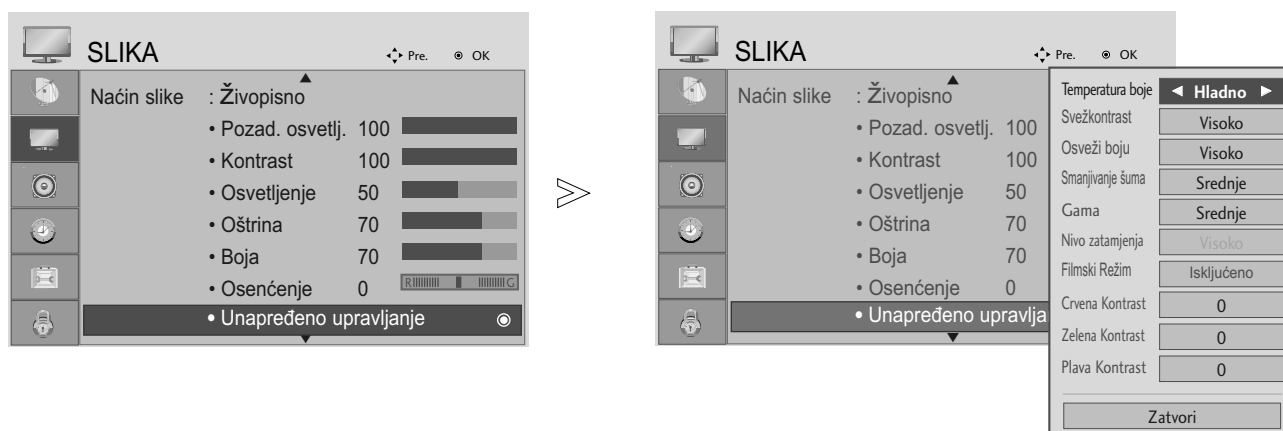 SLIKA
Pre. OK
Naćin slike : Živopisno
• Pozad. osvetlj. 100
• Kontrast 100
• Osvetljenje 50
• Oštrina 70
• Boja 70
• Osenćenje 0 R G
• Unapređeno upravljanje
SLIKA
Pre. OK
Naćin slike : Živopisno
• Pozad. osvetlj. 100
• Kontrast 100
• Osvetljenje 50
• Oštrina 70
• Boja 70
• Osenćenje 0
• Unapređeno upravlja
Temperatura boje Hladno
Svežkontrast Visoko
Osveži boju Visoko
Smanjivanje šuma Srednje
Gama Srednje
Nivo zatamjenja Visoko
Filmski Režim Iskljućeno
Crvena Kontrast 0
Zelena Kontrast 0
Plava Kontrast 0
Zatvori